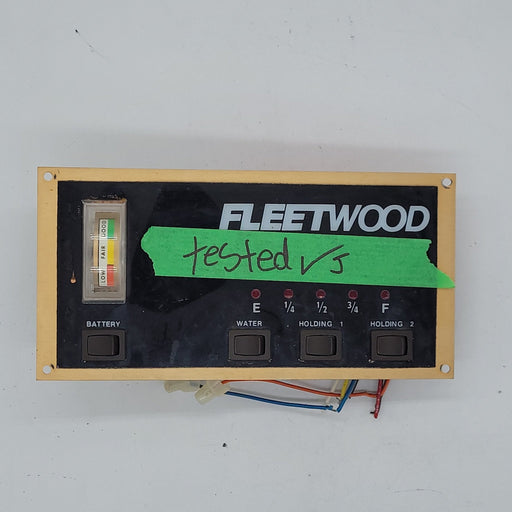 FLEETWOOD
tested √ J
LOW FAIR GOOD
E 1/4 1/2 3/4 F
BATTERY WATER HOLDING 1 HOLDING 2